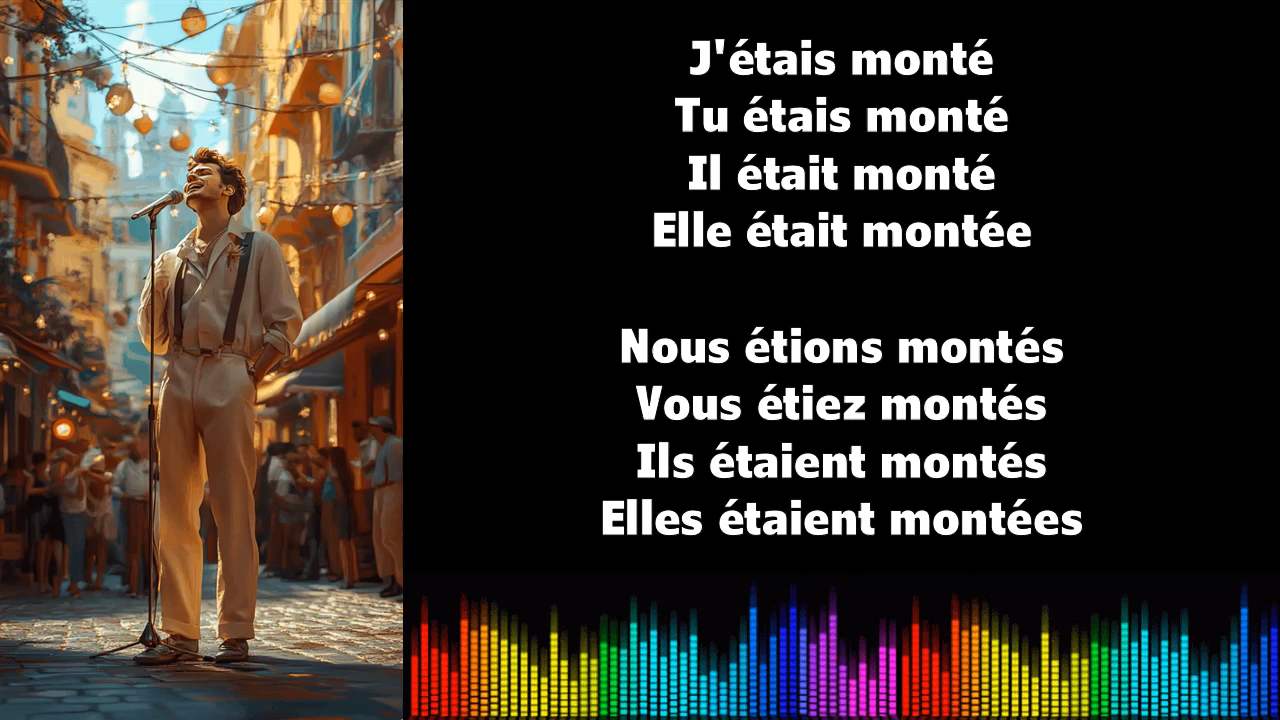 J'étais monté
Tu étais monté
Il était monté
Elle était montée
Nous étions montés
Vous étiez montés
Ils étaient montés
Elles étaient montées